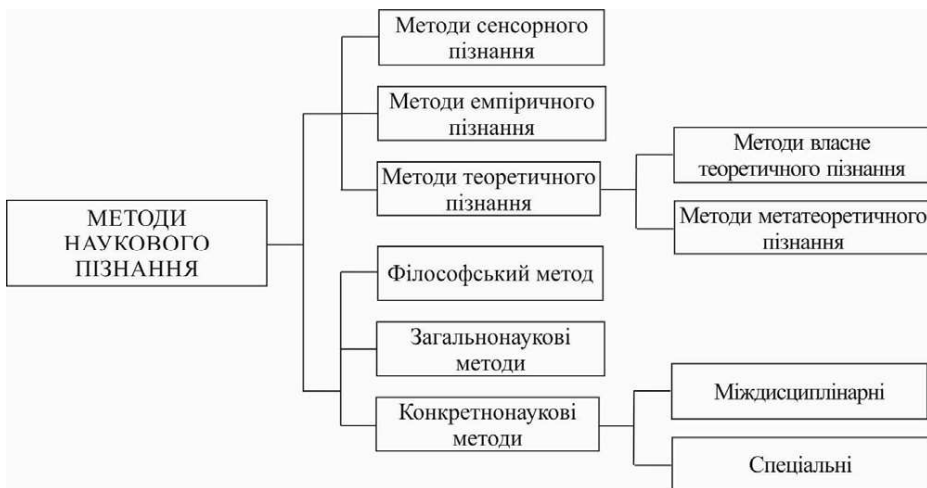 Методи сенсорного
пізнання
Методи емпіричного
пізнання
Методи теоретичного
пізнання
Методи власне
теоретичного пізнання
Методи метатеоретичного
пізнання
МЕТОДИ
НАУКОВОГО
ПІЗНАННЯ
Філософський метод
Загальнонаукові
методи
Конкретнонаукові
методи
Міждисциплінарні
Спеціальні